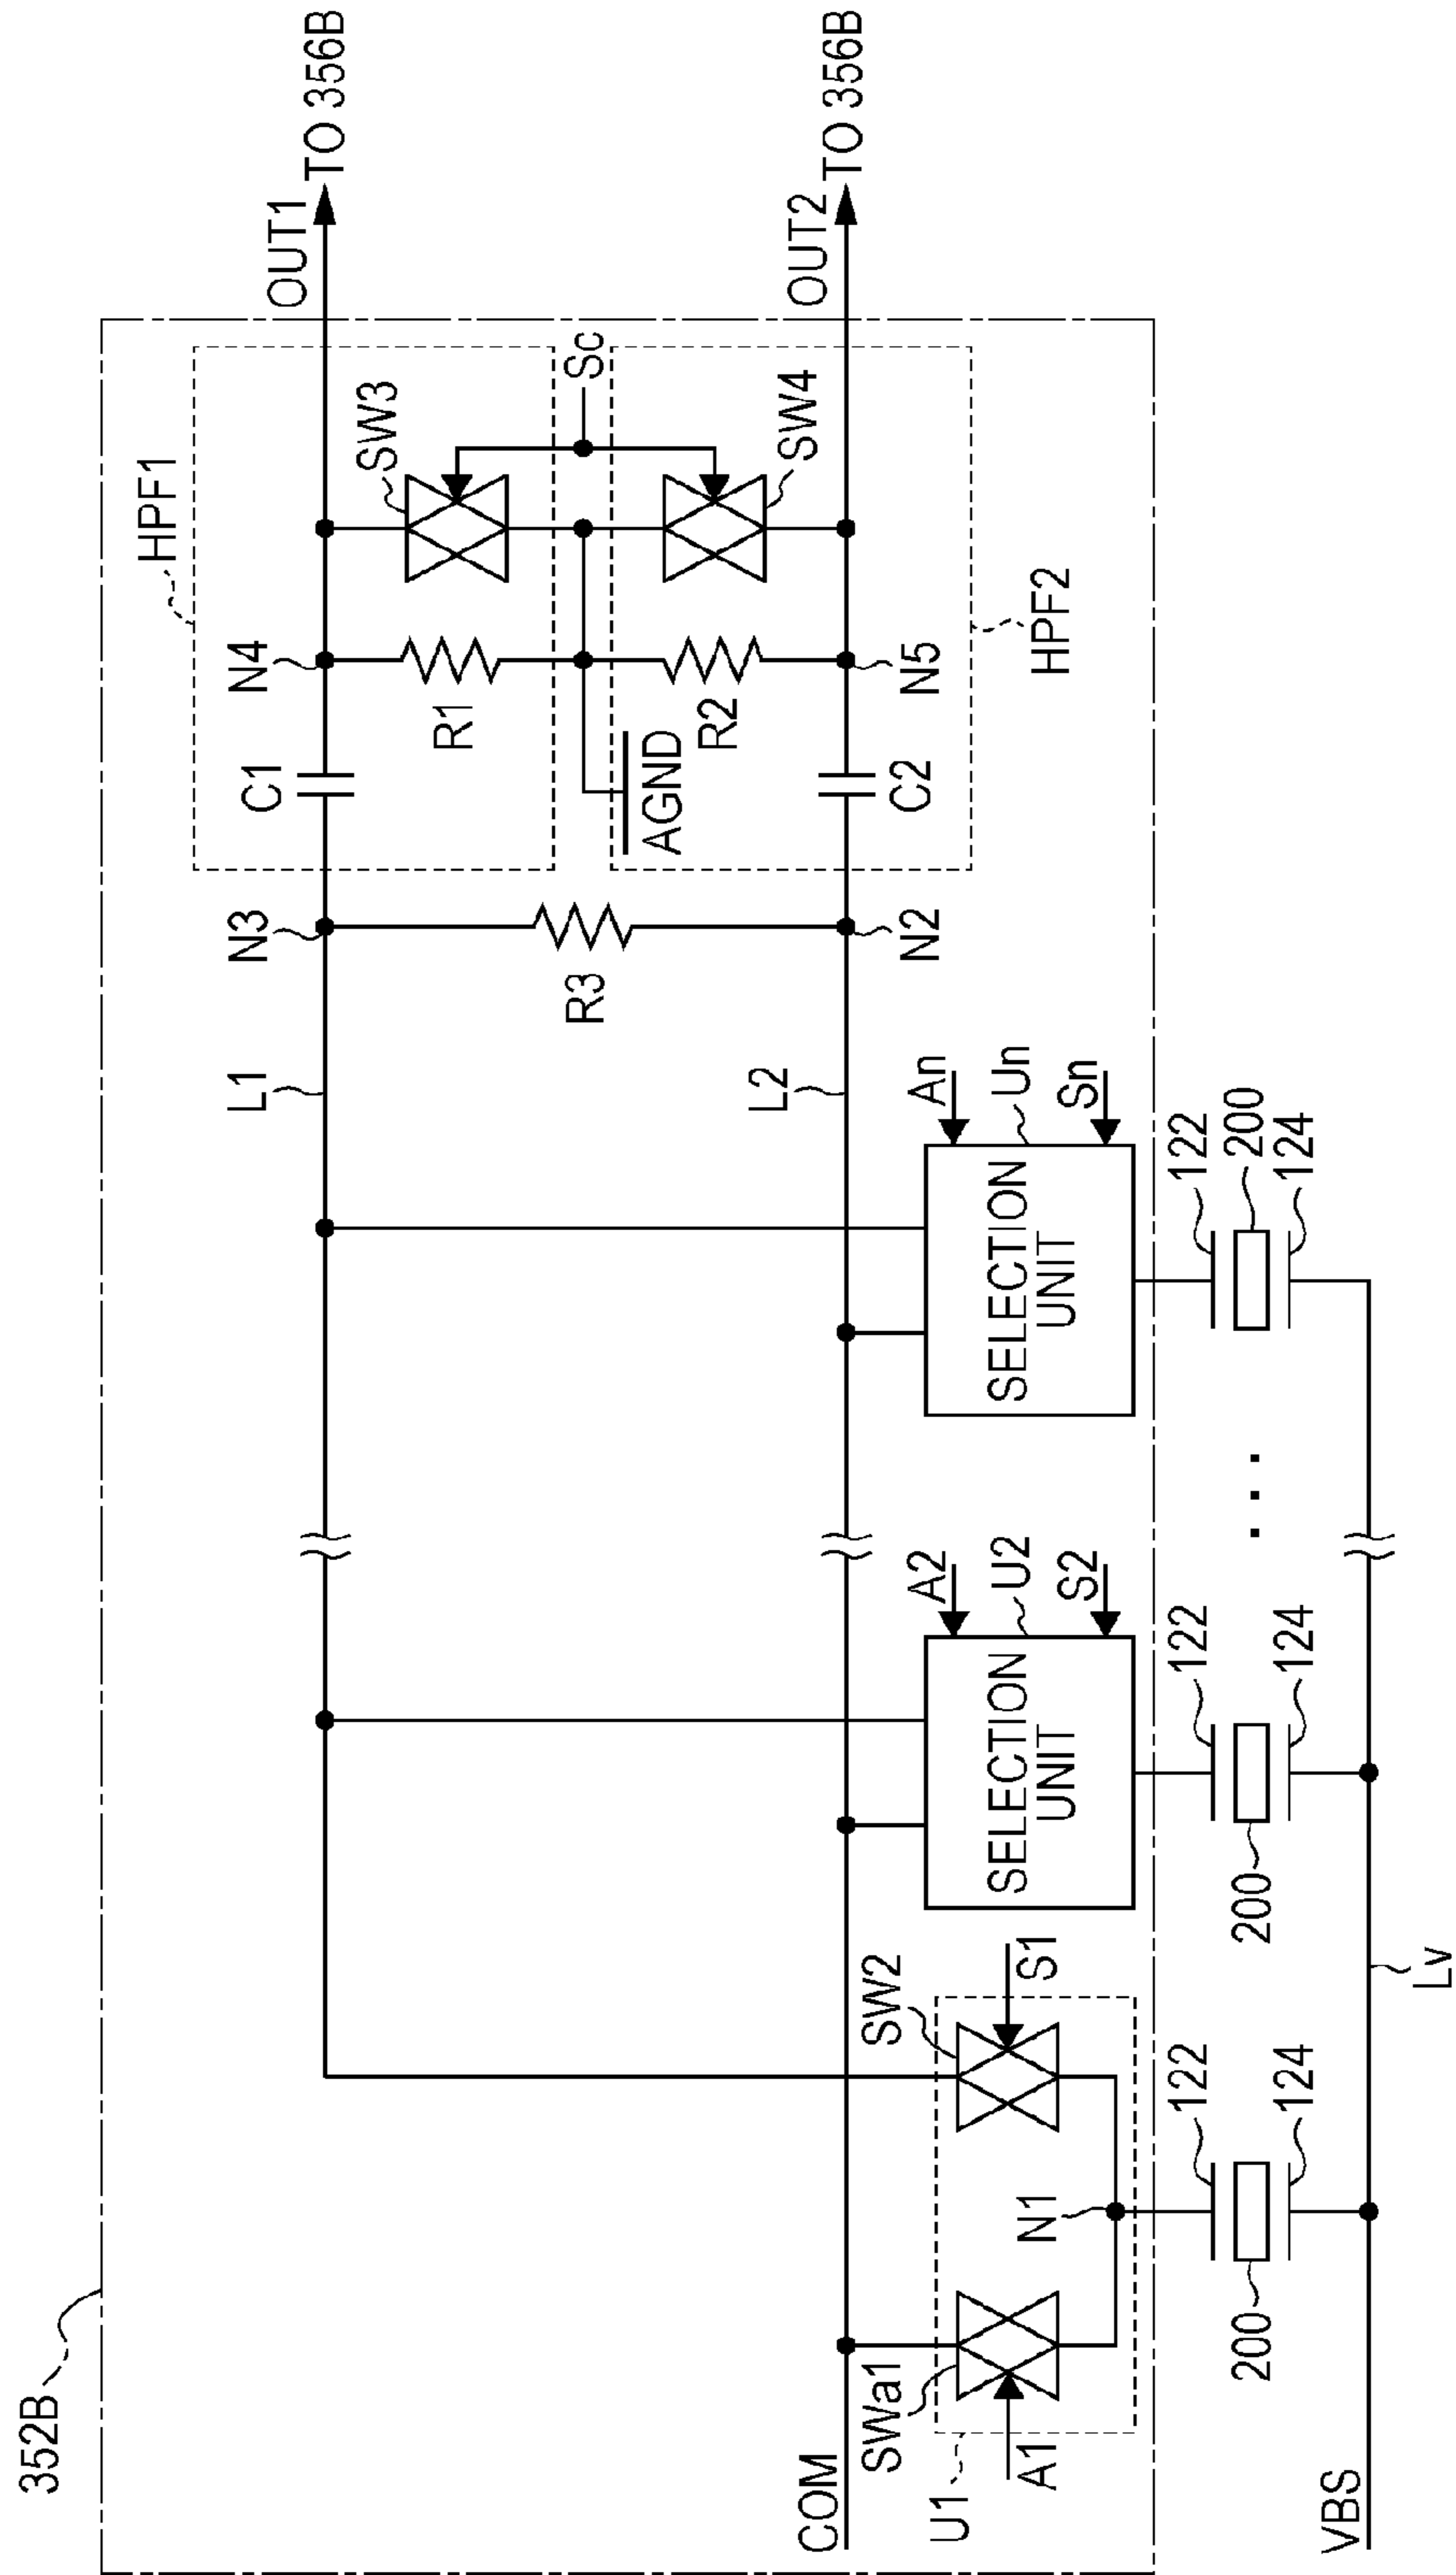 352B
HPF1
OUT1
TO 356B
N3
C1
N4
SW3
L1
R1
Sc
R3
AGND
R2
SW4
OUT2
TO 356B
COM
L2
N2
C2
N5
HPF2
SWa1
SW2
A1
S1
U1
N1
A2
U2
S2
SELECTION
UNIT
An
Un
Sn
SELECTION
UNIT
200
122
124
200
122
124
. . .
122
200
124
VBS
Lv